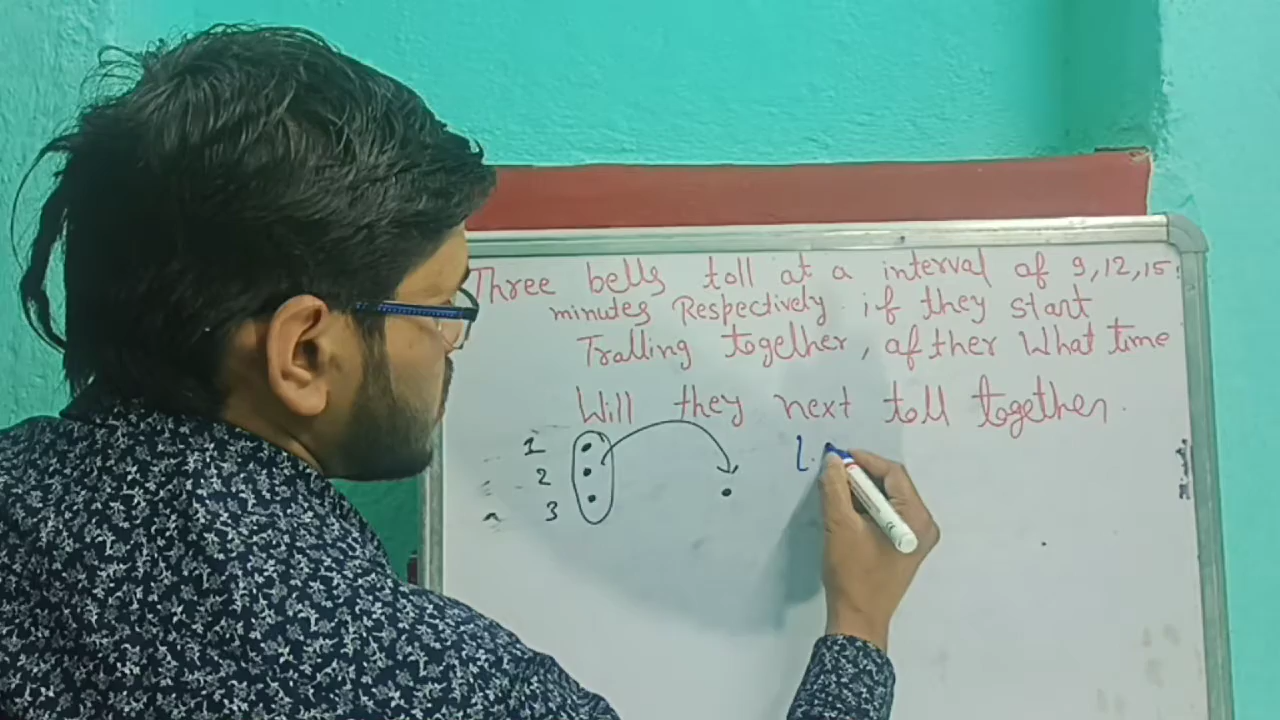 Three bells toll at a interval of 9,12,15
minutes Respectively. if they start
Tralling together, after What time
Will they next toll together.
1
2
3
L.